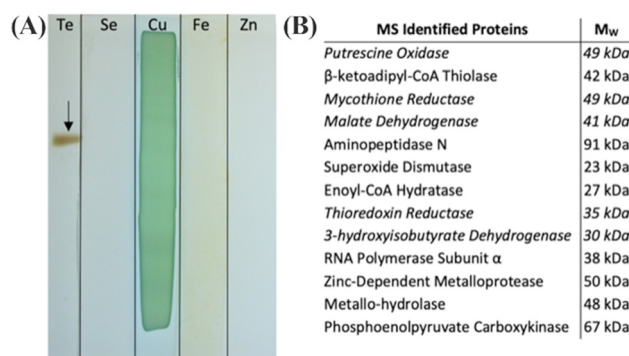 (A) Te Se Cu Fe Zn
(B) MS Identified Proteins Mw
Putrescine Oxidase 49 kDa
β-ketoadipyl-CoA Thiolase 42 kDa
Mycothione Reductase 49 kDa
Malate Dehydrogenase 41 kDa
Aminopeptidase N 91 kDa
Superoxide Dismutase 23 kDa
Enoyl-CoA Hydratase 27 kDa
Thioredoxin Reductase 35 kDa
3-hydroxyisobutyrate Dehydrogenase 30 kDa
RNA Polymerase Subunit α 38 kDa
Zinc-Dependent Metalloprotease 50 kDa
Metallo-hydrolase 48 kDa
Phosphoenolpyruvate Carboxykinase 67 kDa